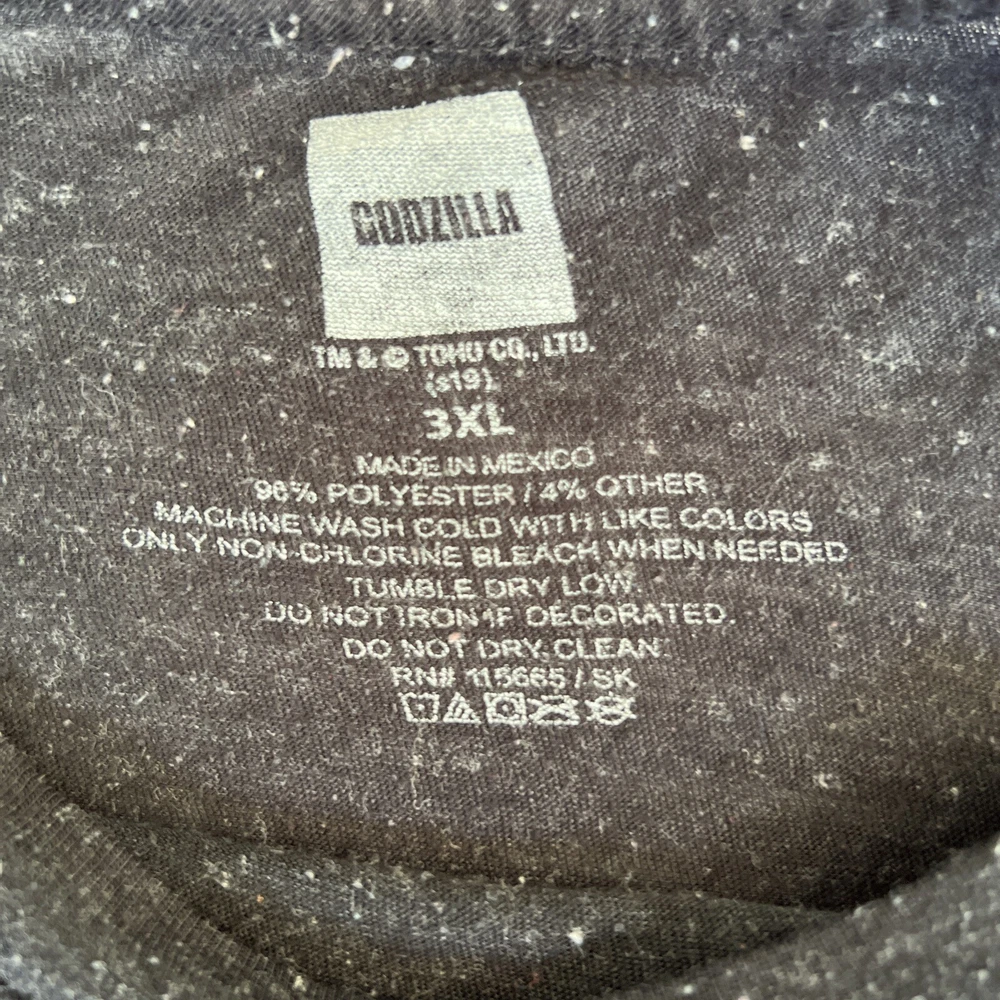 GODZILLA
TM & © TOHO CO., LTD.
(s19)
3XL
MADE IN MEXICO
96% POLYESTER / 4% OTHER
MACHINE WASH COLD WITH LIKE COLORS
ONLY NON-CHLORINE BLEACH WHEN NEEDED
TUMBLE DRY LOW.
DO NOT IRON IF DECORATED.
DO NOT DRY CLEAN.
RN# 115665 / SK